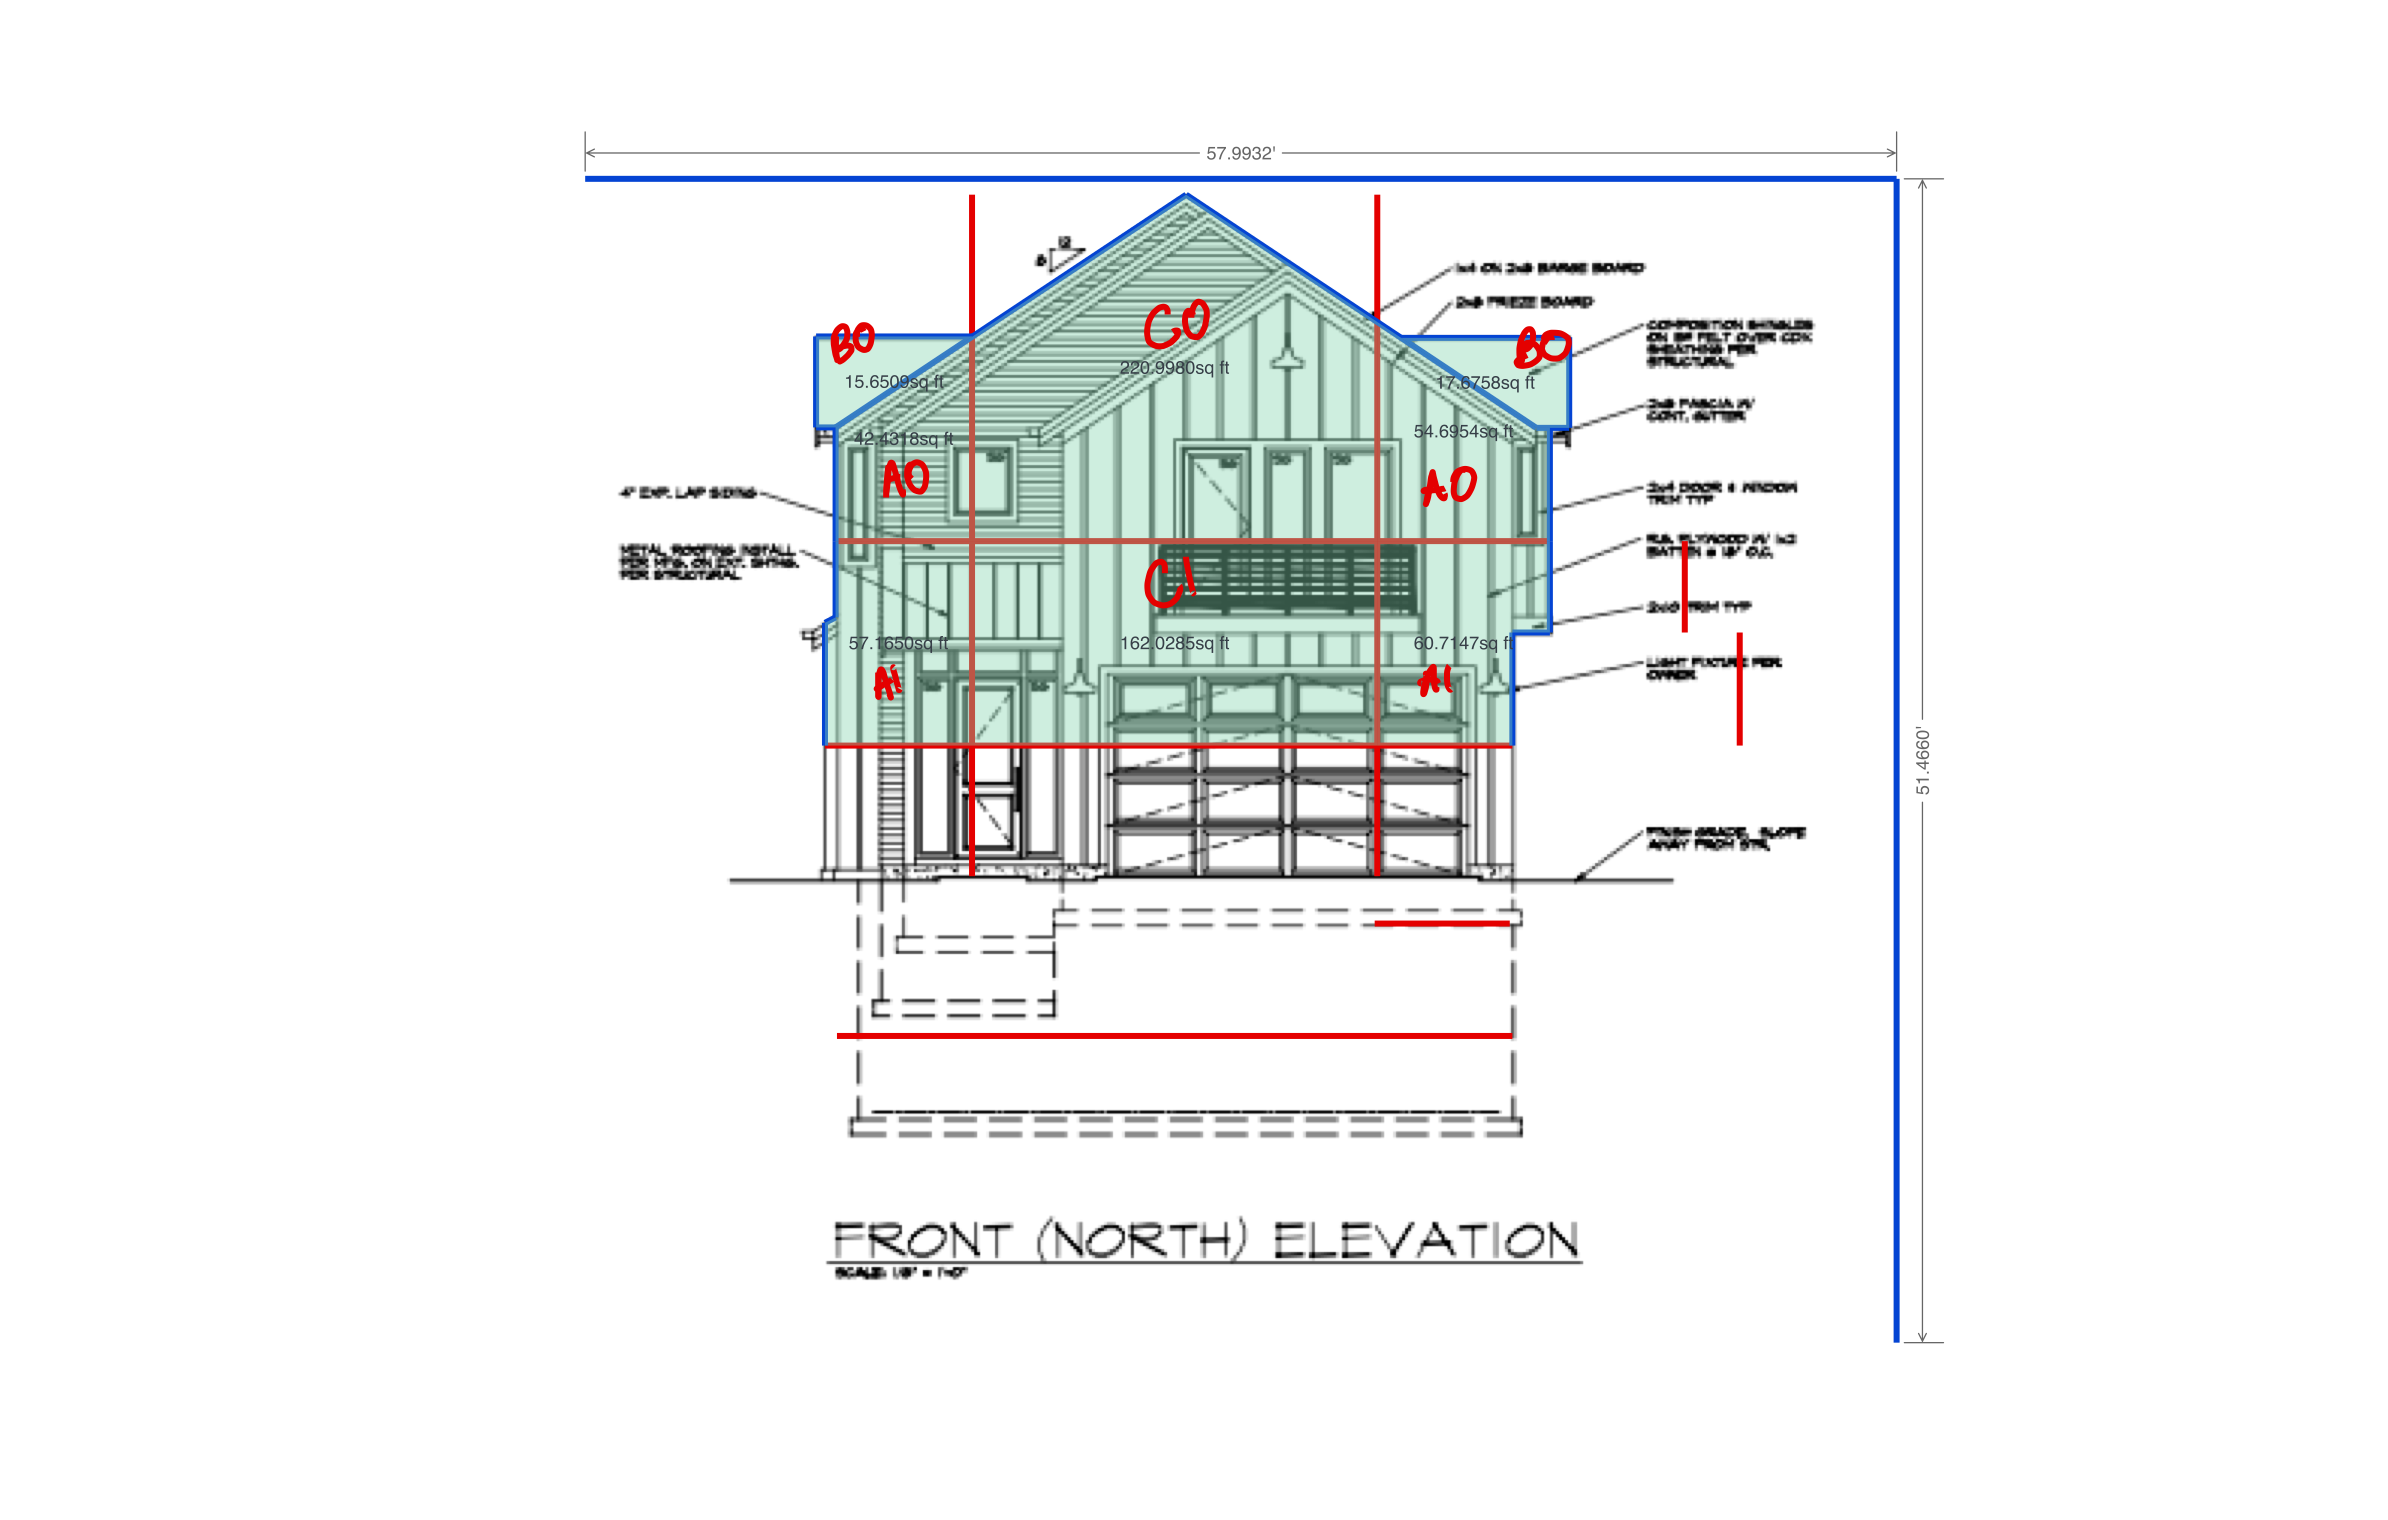 57.9932'
12
8
1x4 ON 2x8 BARGE BOARD
2x8 FRIEZE BOARD
COMPOSITION SHINGLES
ON 15# FELT OVER CDX
SHEATHING PER
STRUCTURAL
BO
CO
BO
15.6509sq ft
220.9980sq ft
17.6758sq ft
2x8 FASCIA W/
CONT. GUTTER
42.4318sq ft
54.6954sq ft
AO
AO
4" EXP. LAP SIDING
2x4 DOOR & WINDOW
TRIM TYP
METAL ROOFING INSTALL
PER MFG. ON EXT. SHTNG.
PER STRUCTURAL
R.S. PLYWOOD W/ 1x2
BATTEN @ 16" O.C.
C1
2x10 TRIM TYP
57.1650sq ft
162.0285sq ft
60.7147sq ft
A1
A1
LIGHT FIXTURE PER
OWNER
51.4660'
FINISH GRADE, SLOPE
AWAY FROM STR.
FRONT (NORTH) ELEVATION
SCALE: 1/8" = 1'-0"